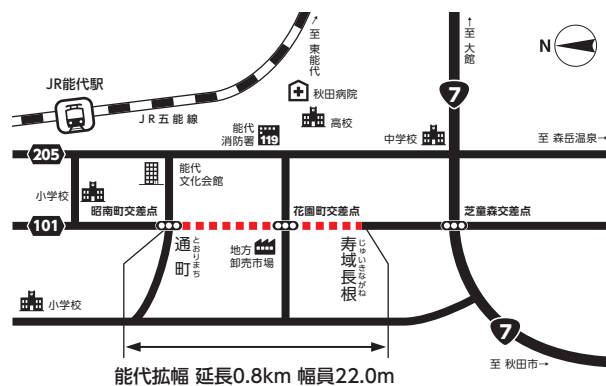 至 東能代
→至 大館
N
JR能代駅
秋田病院
7
JR五能線
能代
消防署
119
高校
中学校
至 森岳温泉→
205
小学校
能代
文化会館
昭南町交差点
花園町交差点
芝童森交差点
101
通町
とおりまち
地方
卸売市場
寿域長根
じゅいきながね
小学校
7
至 秋田市→
能代拡幅 延長0.8km 幅員22.0m